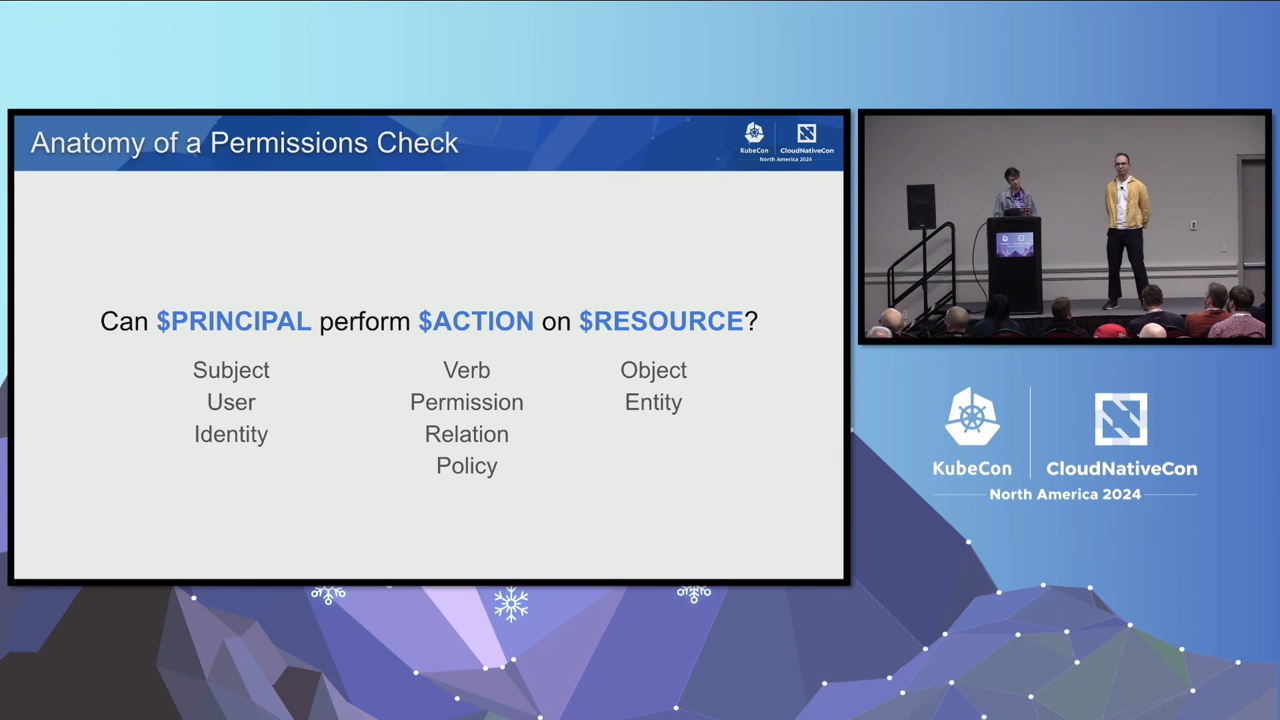 Anatomy of a Permissions Check
KubeCon
CloudNativeCon
North America 2024
Can $PRINCIPAL perform $ACTION on $RESOURCE?
Subject
User
Identity
Verb
Permission
Relation
Policy
Object
Entity
KubeCon
CloudNativeCon
North America 2024